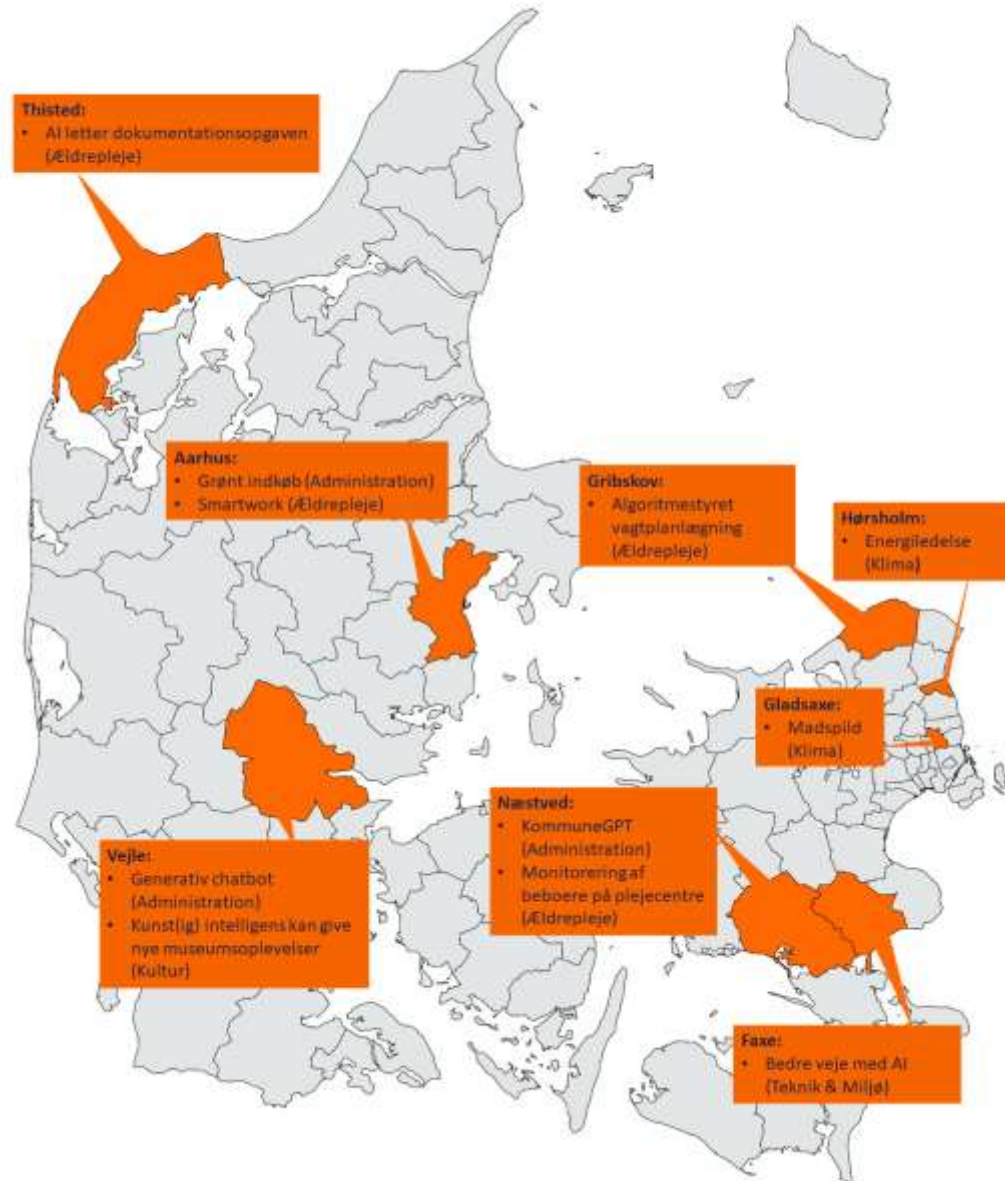 Thisted:
• AI letter dokumentationsopgaven
(Ældrepleje)
Aarhus:
• Grønt indkøb (Administration)
• Smartwork (Ældrepleje)
Gribskov:
• Algoritmestyret
vagtplanlægning
(Ældrepleje)
Hørsholm:
• Energiledelse
(Klima)
Gladsaxe:
• Madspild
(Klima)
Næstved:
• KommuneGPT
(Administration)
• Monitorering af
beboere på plejecentre
(Ældrepleje)
Vejle:
• Generativ chatbot
(Administration)
• Kunst(ig) intelligens kan give
nye museumsoplevelser
(Kultur)
Faxe:
• Bedre veje med AI
(Teknik & Miljø)